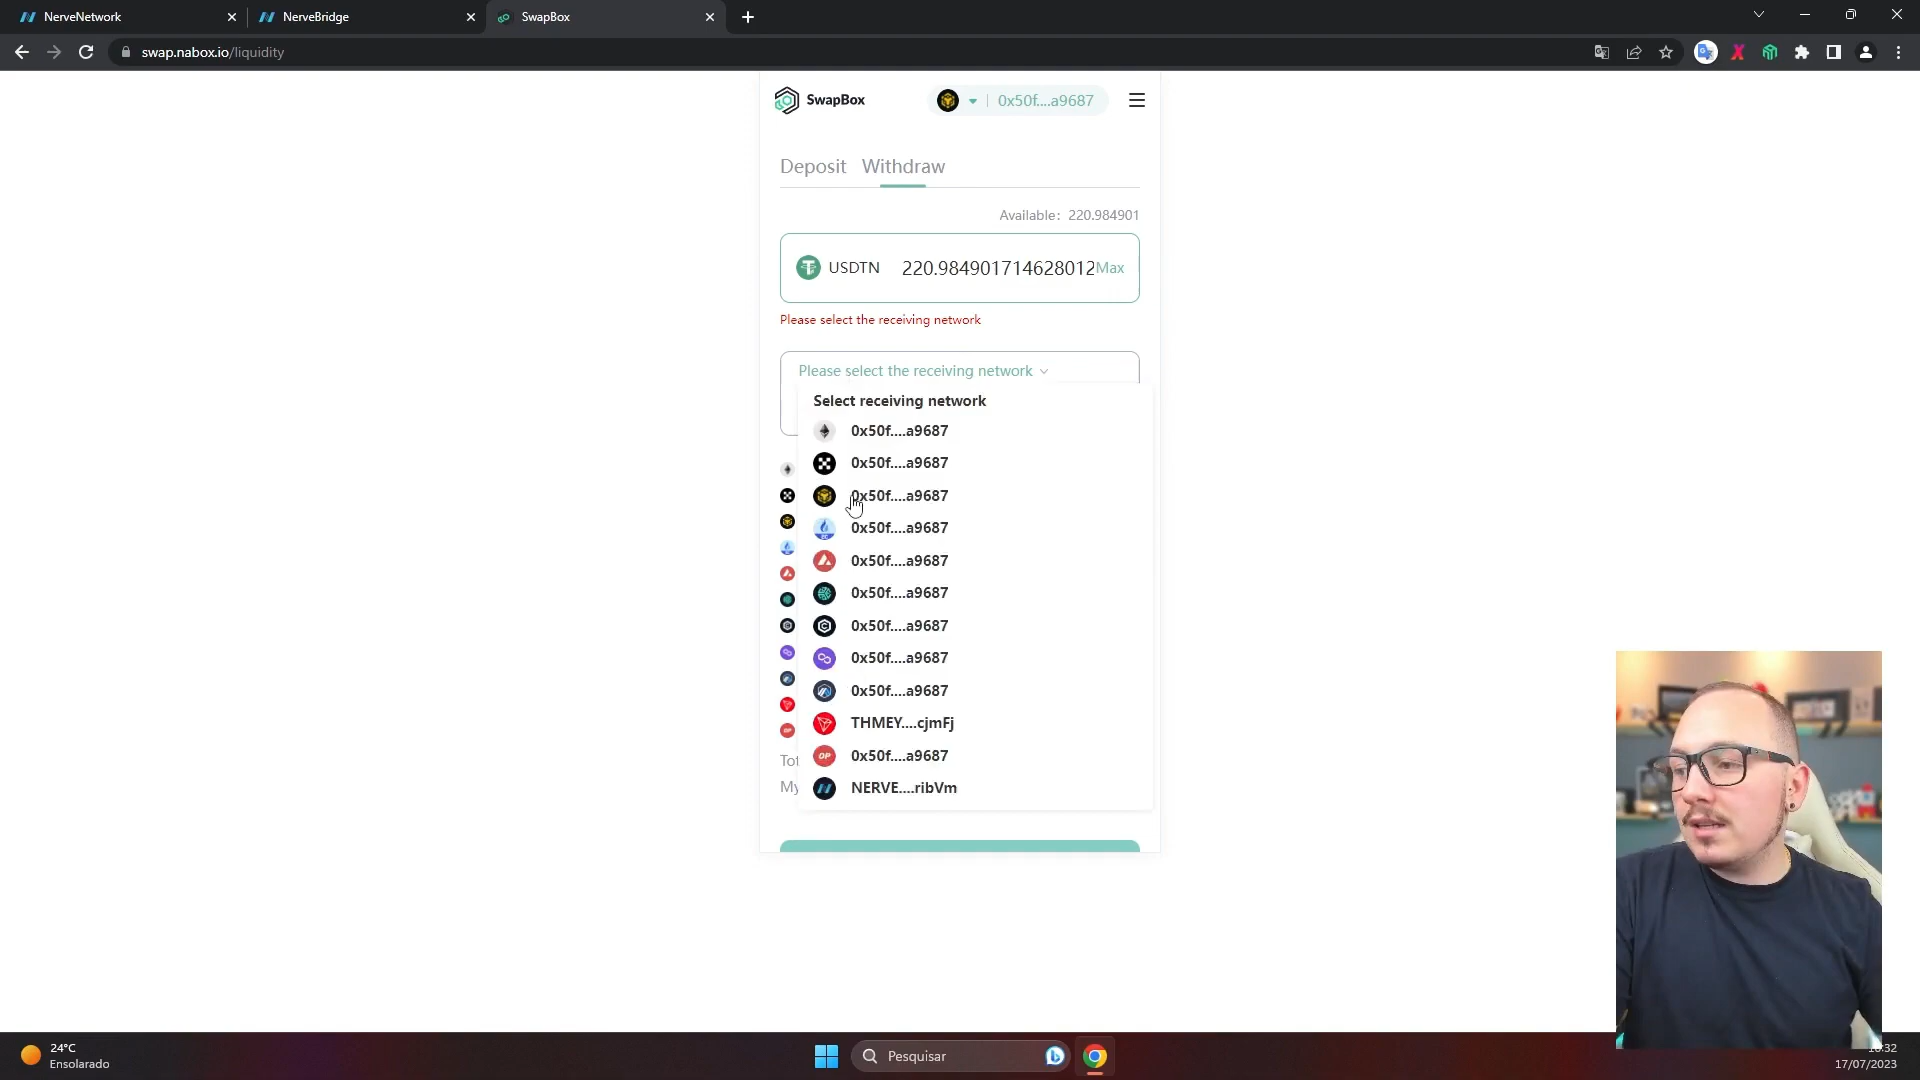 NerveNetwork
NerveBridge
SwapBox
swap.nabox.io/liquidity
SwapBox
0x50f....a9687
Deposit Withdraw
Available: 220.984901
USDTN 220.984901714628012 Max
Please select the receiving network
Please select the receiving network
Select receiving network
0x50f....a9687
0x50f....a9687
0x50f....a9687
0x50f....a9687
0x50f....a9687
0x50f....a9687
0x50f....a9687
0x50f....a9687
0x50f....a9687
THMEY....cjmFj
OP 0x50f....a9687
NERVE....ribVm
My
24°C
Ensolarado
Pesquisar
17/07/2023